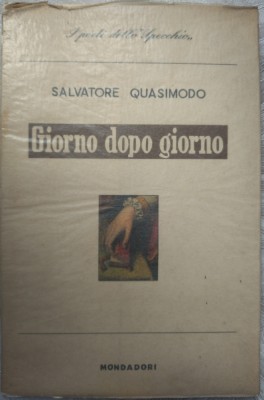 I poeti dello Specchio
SALVATORE QUASIMODO
Giorno dopo giorno
MONDADORI